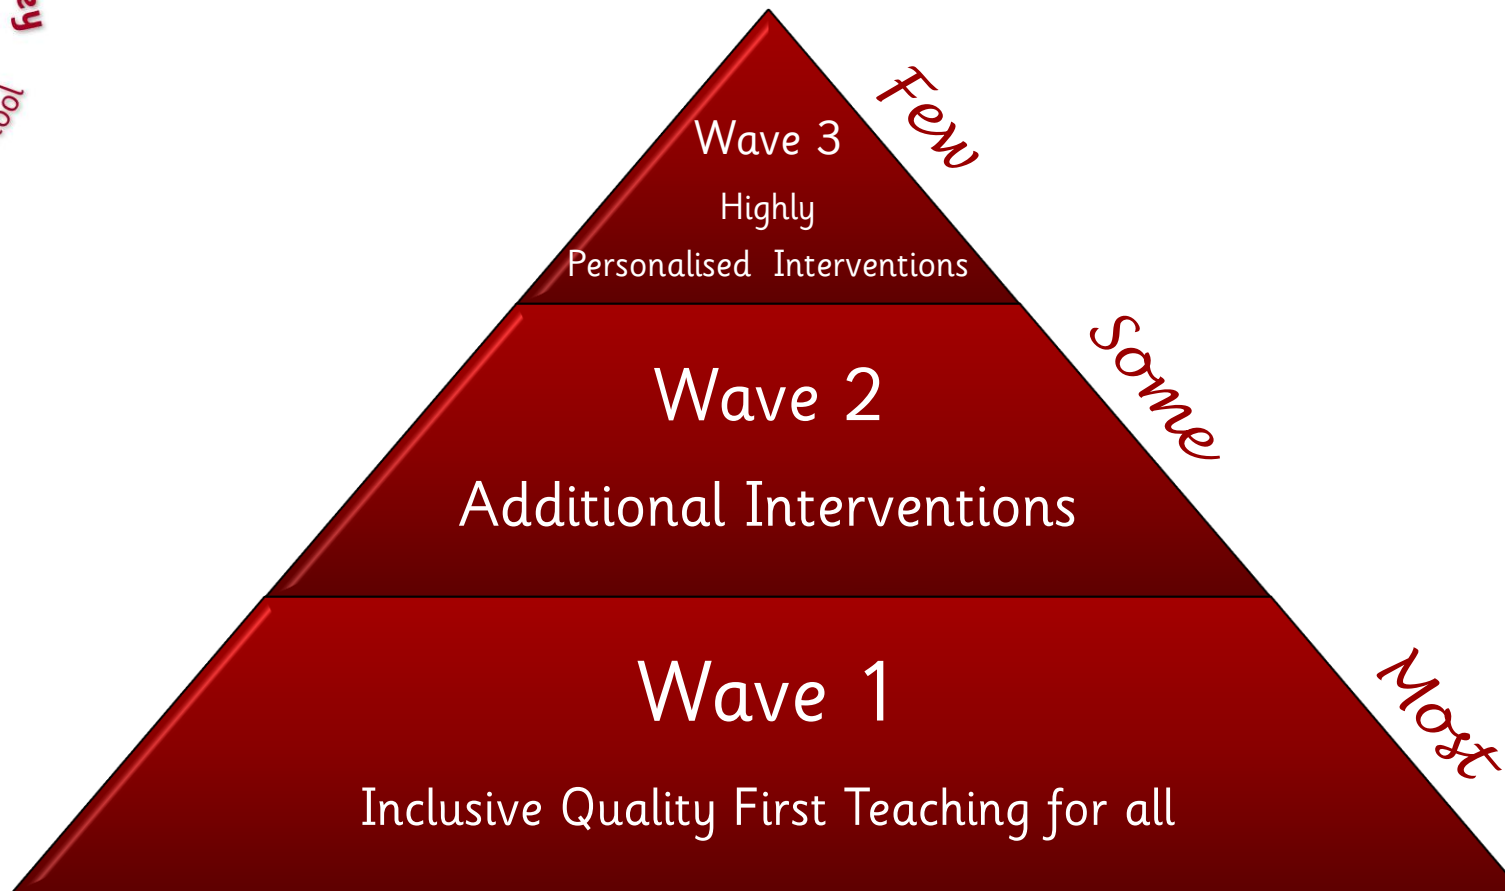 Wave 3
Few
Highly
Personalised Interventions
Some
Wave 2
Additional Interventions
Most
Wave 1
Inclusive Quality First Teaching for all